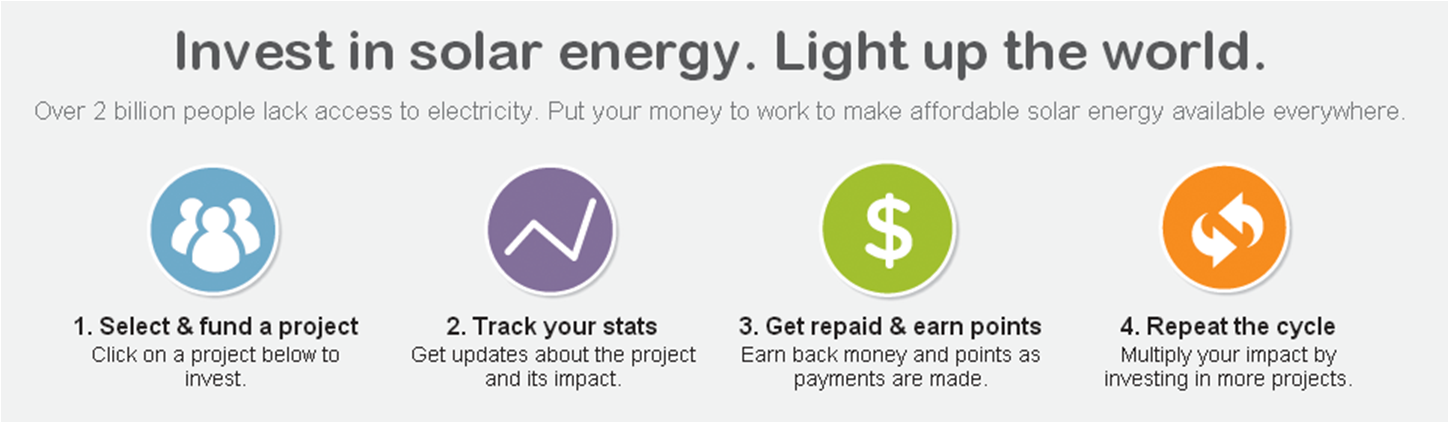 Invest in solar energy. Light up the world.
Over 2 billion people lack access to electricity. Put your money to work to make affordable solar energy available everywhere.
$
1. Select & fund a project
Click on a project below to
invest.
2. Track your stats
Get updates about the project
and its impact.
3. Get repaid & earn points
Earn back money and points as
payments are made.
4. Repeat the cycle
Multiply your impact by
investing in more projects.